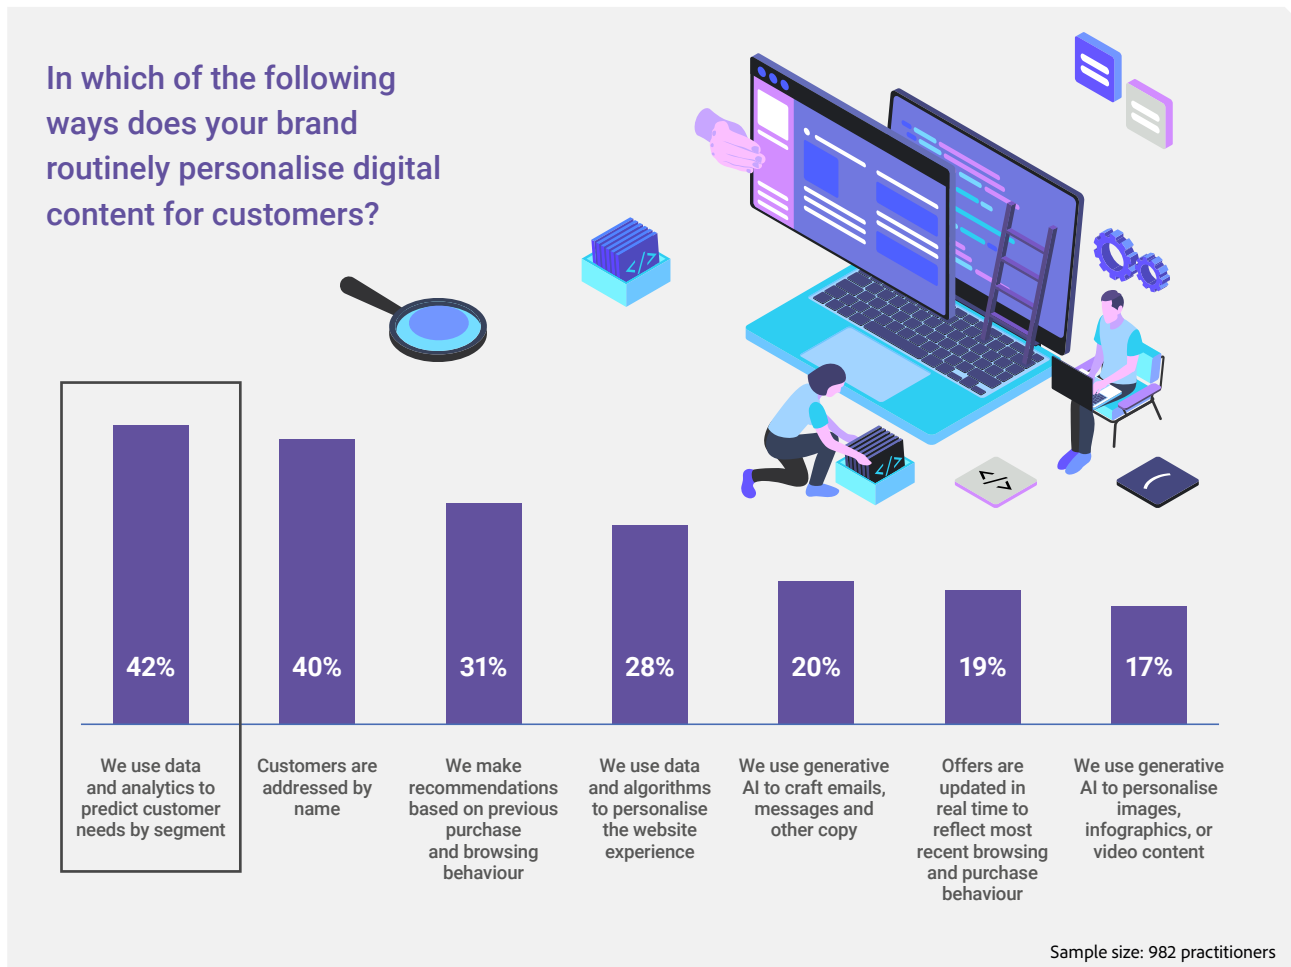 In which of the following
ways does your brand
routinely personalise digital
content for customers?
</>
</>
</>
42%
40%
31%
28%
20%
19%
17%
We use data
and analytics to
predict customer
needs by segment
Customers are
addressed by
name
We make
recommendations
based on previous
purchase
and browsing
behaviour
We use data
and algorithms
to personalise
the website
experience
We use generative
AI to craft emails,
messages and
other copy
Offers are
updated in
real time to
reflect most
recent browsing
and purchase
behaviour
We use generative
AI to personalise
images,
infographics, or
video content
Sample size: 982 practitioners